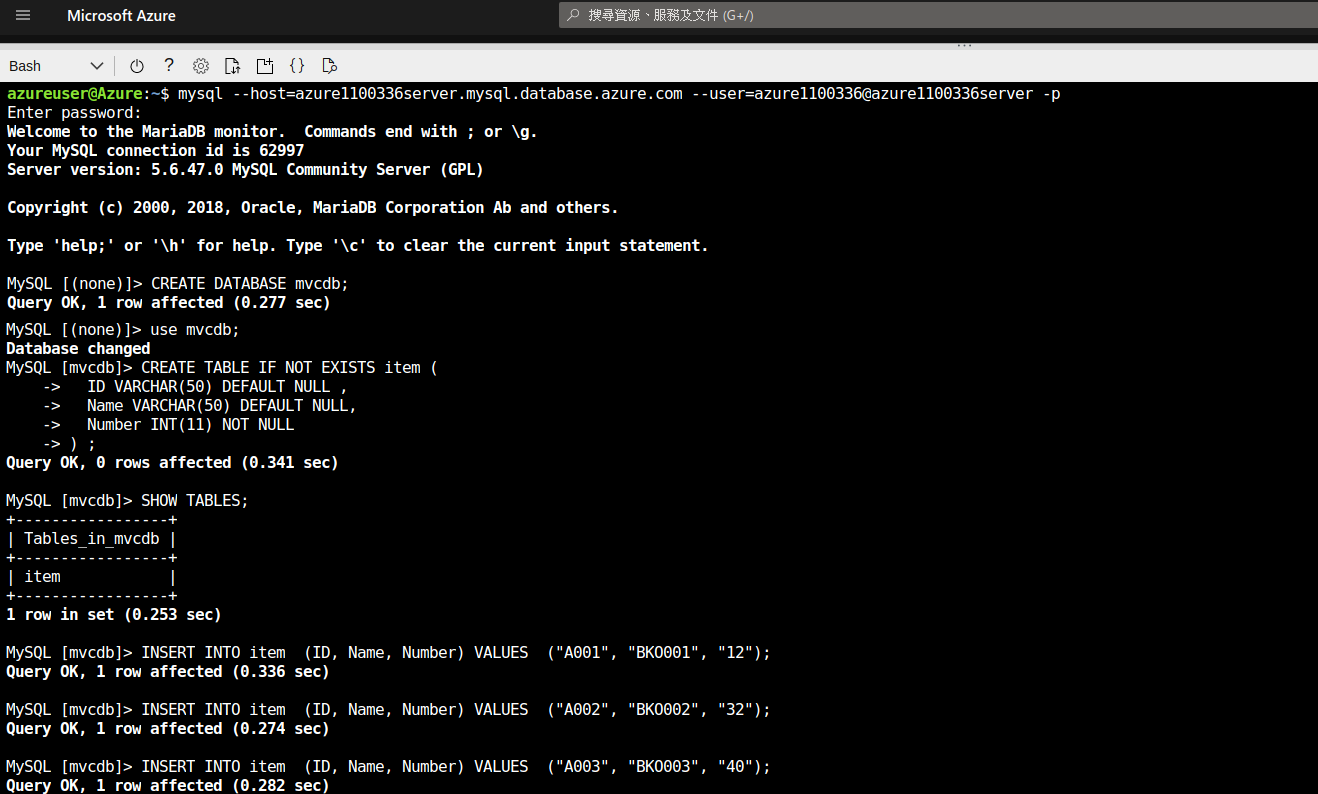 Microsoft Azure
搜尋資源、服務及文件 (G+/)
Bash
azureuser@Azure:~$ mysql --host=azure1100336server.mysql.database.azure.com --user=azure1100336@azure1100336server -p
Enter password:
Welcome to the MariaDB monitor.  Commands end with ; or \g.
Your MySQL connection id is 62997
Server version: 5.6.47.0 MySQL Community Server (GPL)
Copyright (c) 2000, 2018, Oracle, MariaDB Corporation Ab and others.
Type 'help;' or '\h' for help. Type '\c' to clear the current input statement.
MySQL [(none)]> CREATE DATABASE mvcdb;
Query OK, 1 row affected (0.277 sec)
MySQL [(none)]> use mvcdb;
Database changed
MySQL [mvcdb]> CREATE TABLE IF NOT EXISTS item (
    ->   ID VARCHAR(50) DEFAULT NULL ,
    ->   Name VARCHAR(50) DEFAULT NULL,
    ->   Number INT(11) NOT NULL
    -> ) ;
Query OK, 0 rows affected (0.341 sec)
MySQL [mvcdb]> SHOW TABLES;
+-----------------+
| Tables_in_mvcdb |
+-----------------+
| item            |
+-----------------+
1 row in set (0.253 sec)
MySQL [mvcdb]> INSERT INTO item  (ID, Name, Number) VALUES  ("A001", "BKO001", "12");
Query OK, 1 row affected (0.336 sec)
MySQL [mvcdb]> INSERT INTO item  (ID, Name, Number) VALUES  ("A002", "BKO002", "32");
Query OK, 1 row affected (0.274 sec)
MySQL [mvcdb]> INSERT INTO item  (ID, Name, Number) VALUES  ("A003", "BKO003", "40");
Query OK, 1 row affected (0.282 sec)